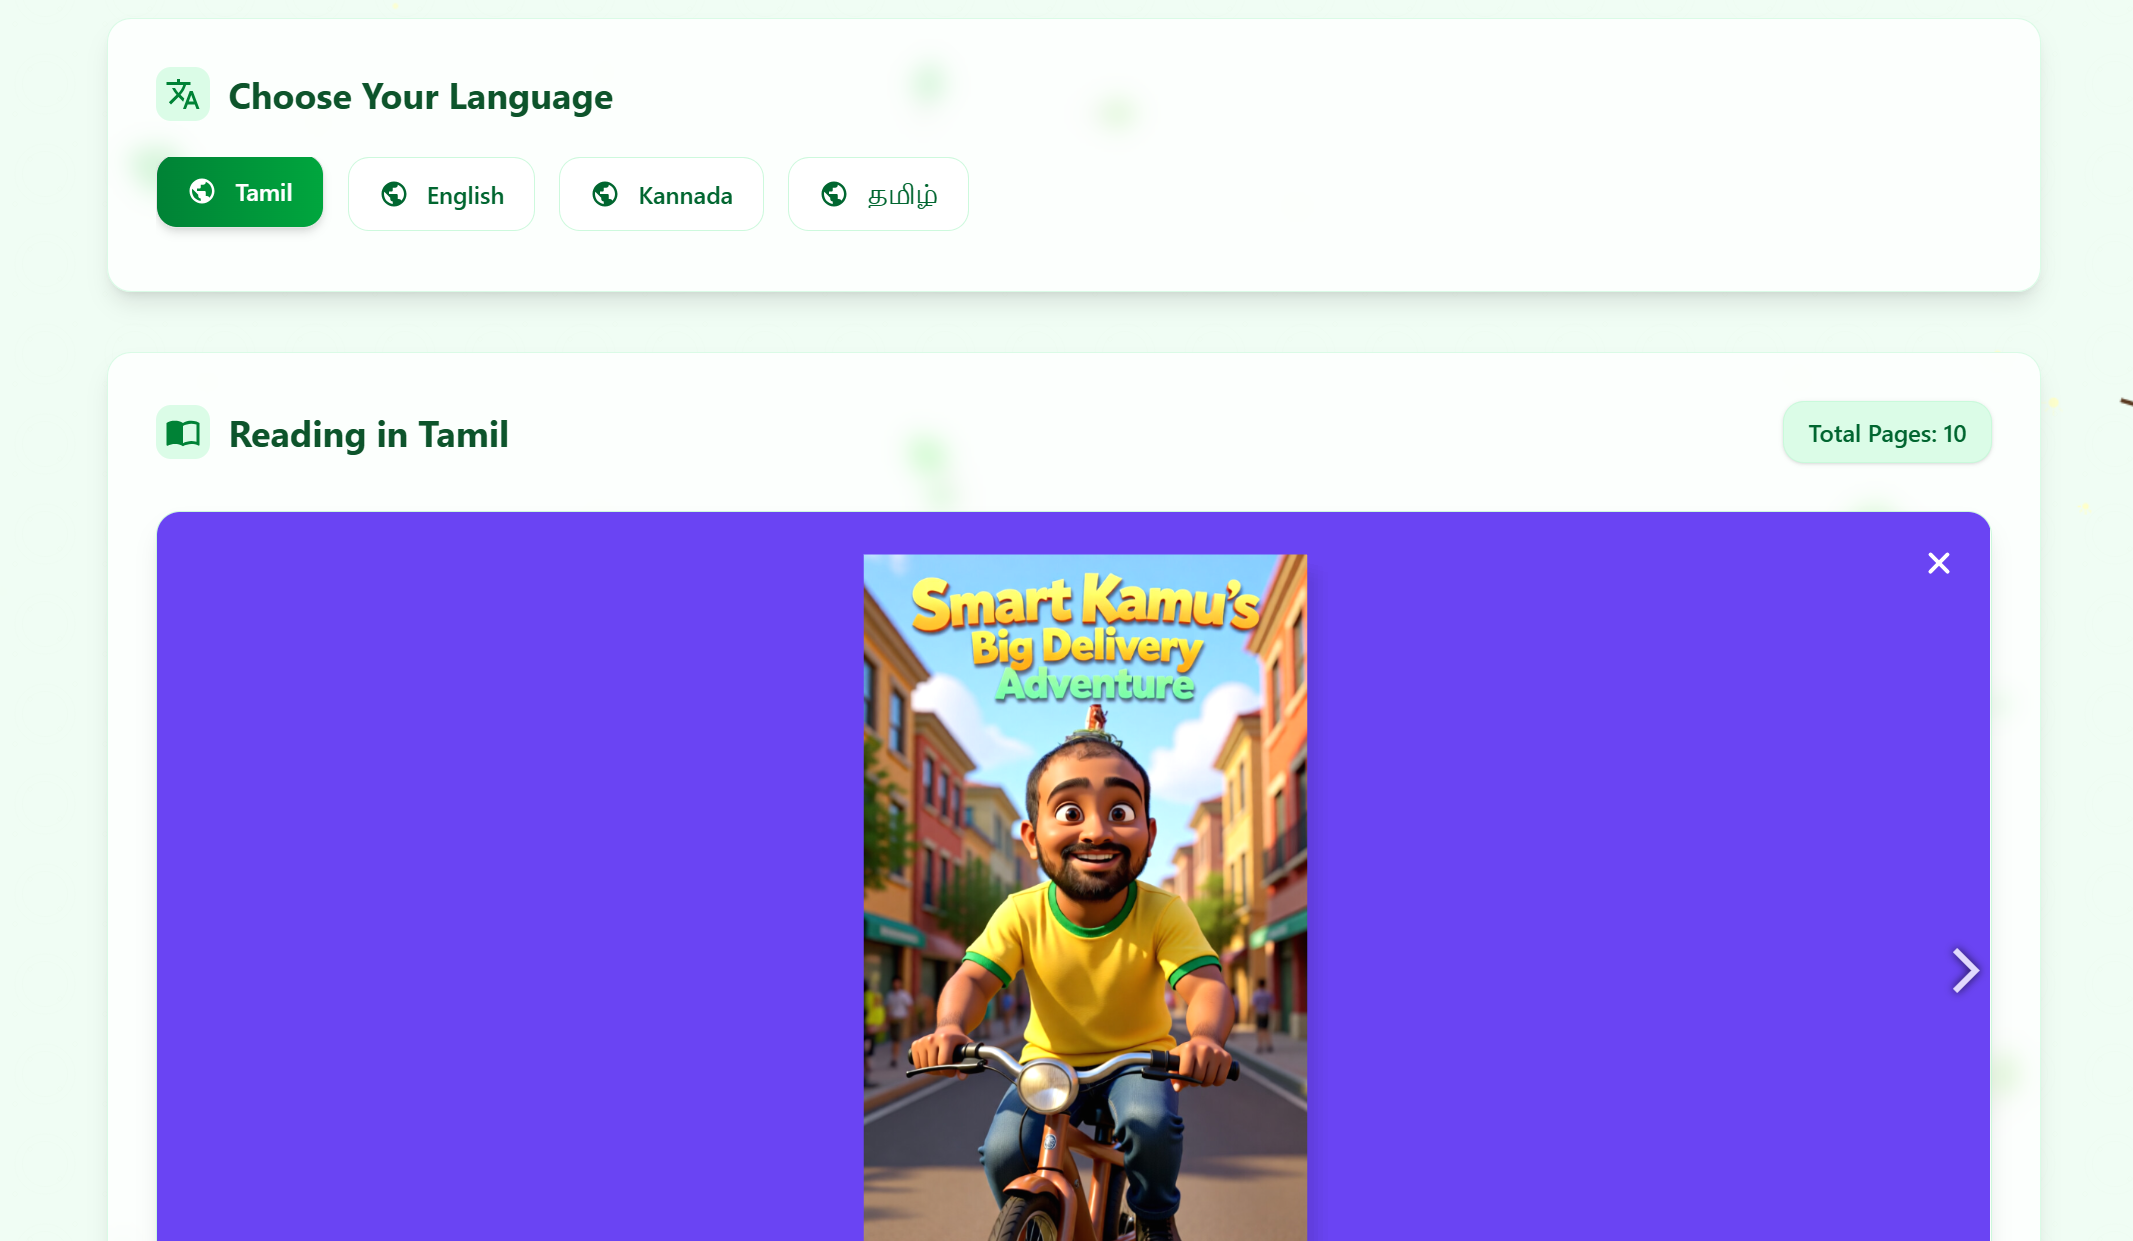 Choose Your Language
Tamil
English
Kannada
தமிழ்
Reading in Tamil
Total Pages: 10
Smart Kamu's
Big Delivery
Adventure